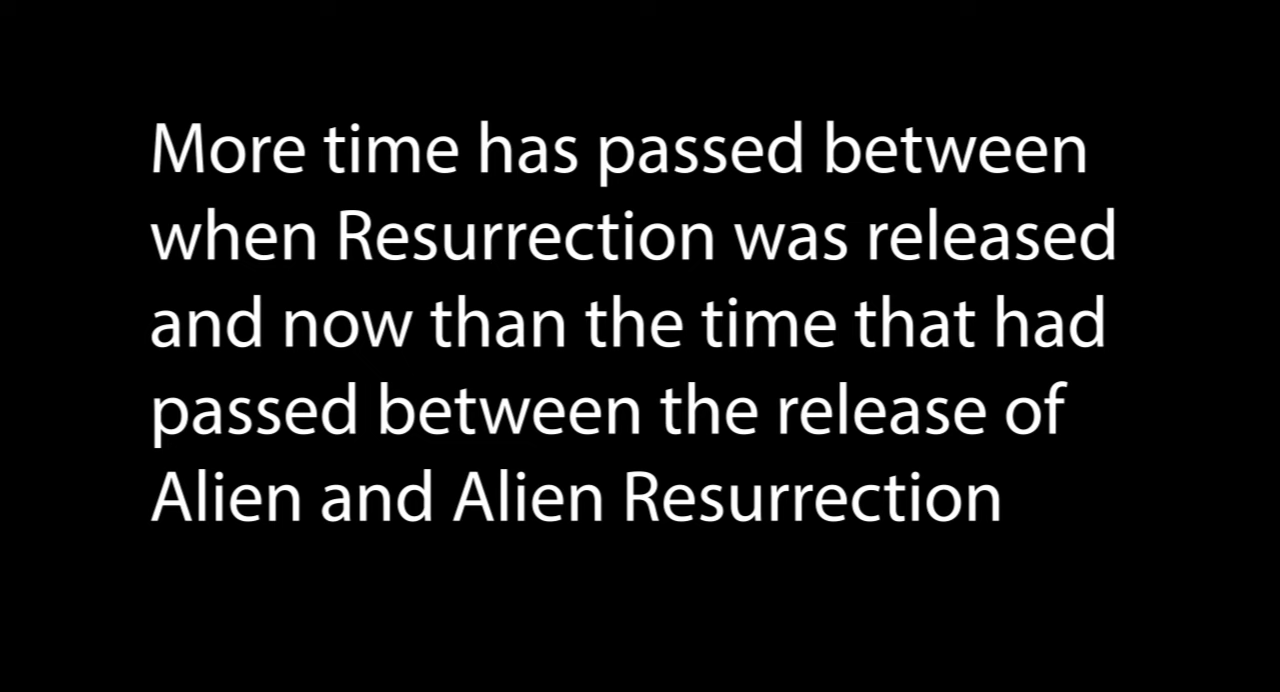 More time has passed between
when Resurrection was released
and now than the time that had
passed between the release of
Alien and Alien Resurrection